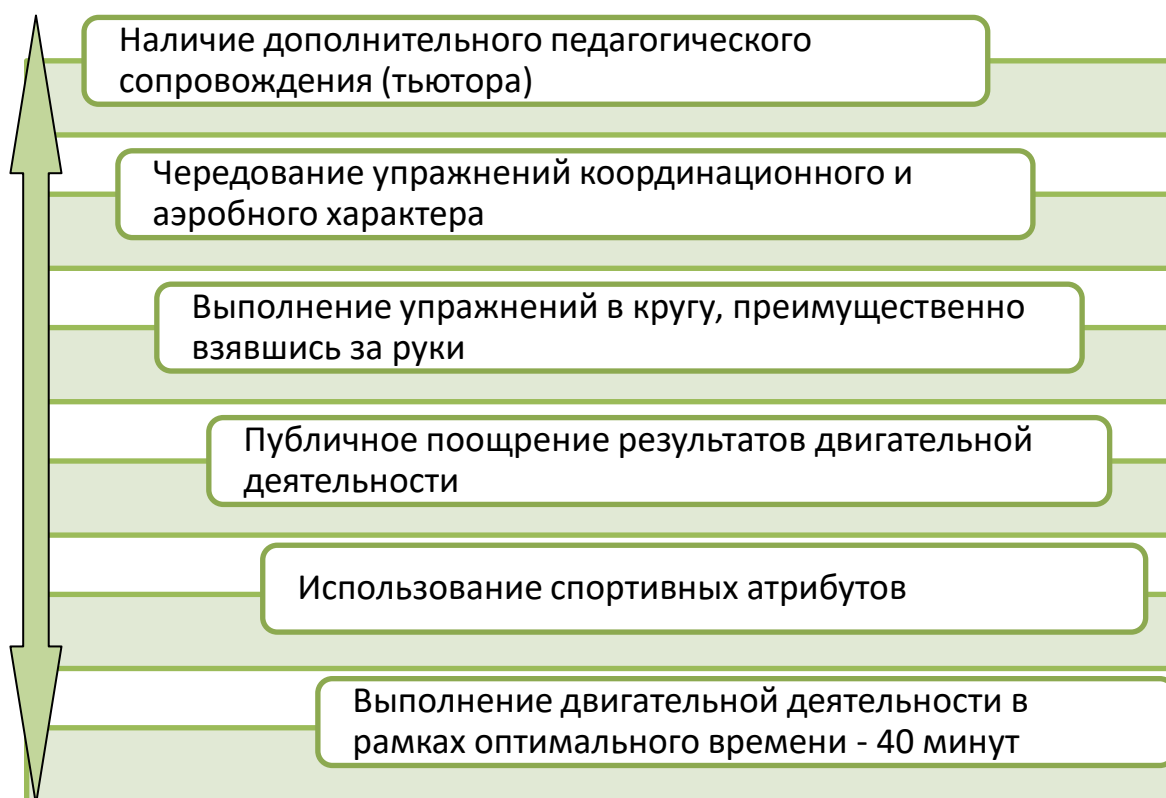 Наличие дополнительного педагогического
сопровождения (тьютора)
Чередование упражнений координационного и
аэробного характера
Выполнение упражнений в кругу, преимущественно
взявшись за руки
Публичное поощрение результатов двигательной
деятельности
Использование спортивных атрибутов
Выполнение двигательной деятельности в
рамках оптимального времени - 40 минут